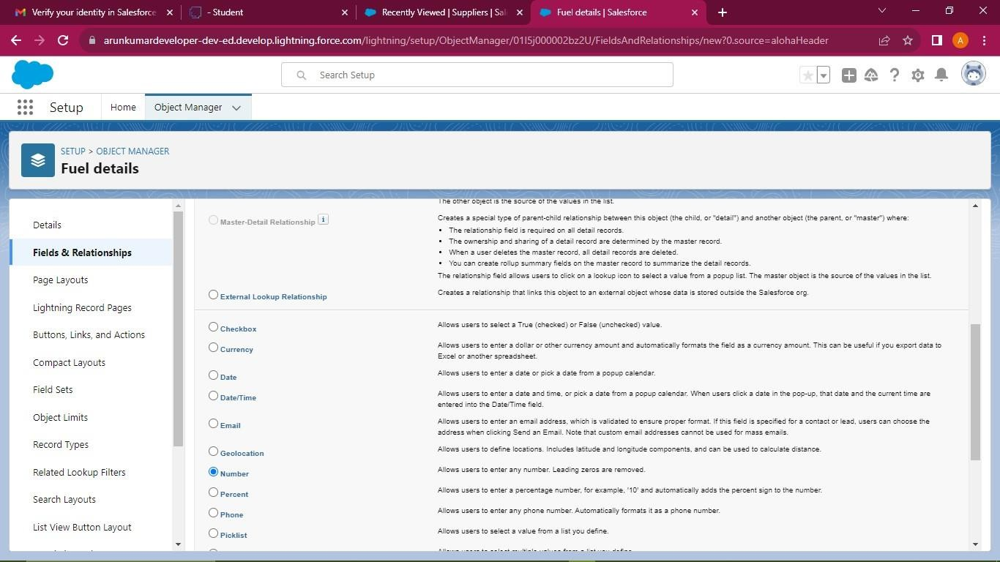 Verify your identity in Salesforce
- Student
Recently Viewed | Suppliers | Sal
Fuel details | Salesforce
arunkumardeveloper-dev-ed.develop.lightning.force.com/lightning/setup/ObjectManager/01I5j000002bz2U/FieldsAndRelationships/new?0.source=alohaHeader
A
Search Setup
Setup
Home
Object Manager
SETUP > OBJECT MANAGER
Fuel details
Details
Fields & Relationships
Page Layouts
Lightning Record Pages
Buttons, Links, and Actions
Compact Layouts
Field Sets
Object Limits
Record Types
Related Lookup Filters
Search Layouts
List View Button Layout
The other object is the source of the values in the list.
Master-Detail Relationship i
Creates a special type of parent-child relationship between this object (the child, or "detail") and another object (the parent, or "master") where:
• The relationship field is required on all detail records.
• The ownership and sharing of a detail record are determined by the master record.
• When a user deletes the master record, all detail records are deleted.
• You can create rollup summary fields on the master record to summarize the detail records.
The relationship field allows users to click on a lookup icon to select a value from a popup list. The master object is the source of the values in the list.
External Lookup Relationship
Creates a relationship that links this object to an external object whose data is stored outside the Salesforce org.
Checkbox
Allows users to select a True (checked) or False (unchecked) value.
Currency
Allows users to enter a dollar or other currency amount and automatically formats the field as a currency amount. This can be useful if you export data to
Excel or another spreadsheet.
Date
Allows users to enter a date or pick a date from a popup calendar.
Date/Time
Allows users to enter a date and time, or pick a date from a popup calendar. When users click a date in the pop-up, that date and the current time are
entered into the Date/Time field.
Email
Allows users to enter an email address, which is validated to ensure proper format. If this field is specified for a contact or lead, users can choose the
address when clicking Send an Email. Note that custom email addresses cannot be used for mass emails.
Geolocation
Allows users to define locations. Includes latitude and longitude components, and can be used to calculate distance.
Number
Allows users to enter any number. Leading zeros are removed.
Percent
Allows users to enter a percentage number, for example, '10' and automatically adds the percent sign to the number.
Phone
Allows users to enter any phone number. Automatically formats it as a phone number.
Picklist
Allows users to select a value from a list you define.
Allows users to select multiple values from a list you define.